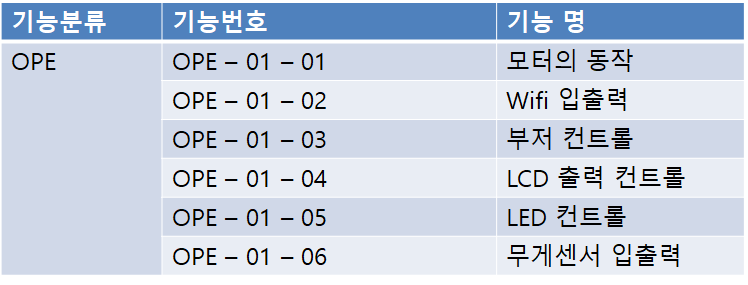 기능분류 기능번호 기능 명
OPE OPE – 01 – 01 모터의 동작
OPE – 01 – 02 Wifi 입출력
OPE – 01 – 03 부저 컨트롤
OPE – 01 – 04 LCD 출력 컨트롤
OPE – 01 – 05 LED 컨트롤
OPE – 01 – 06 무게센서 입출력